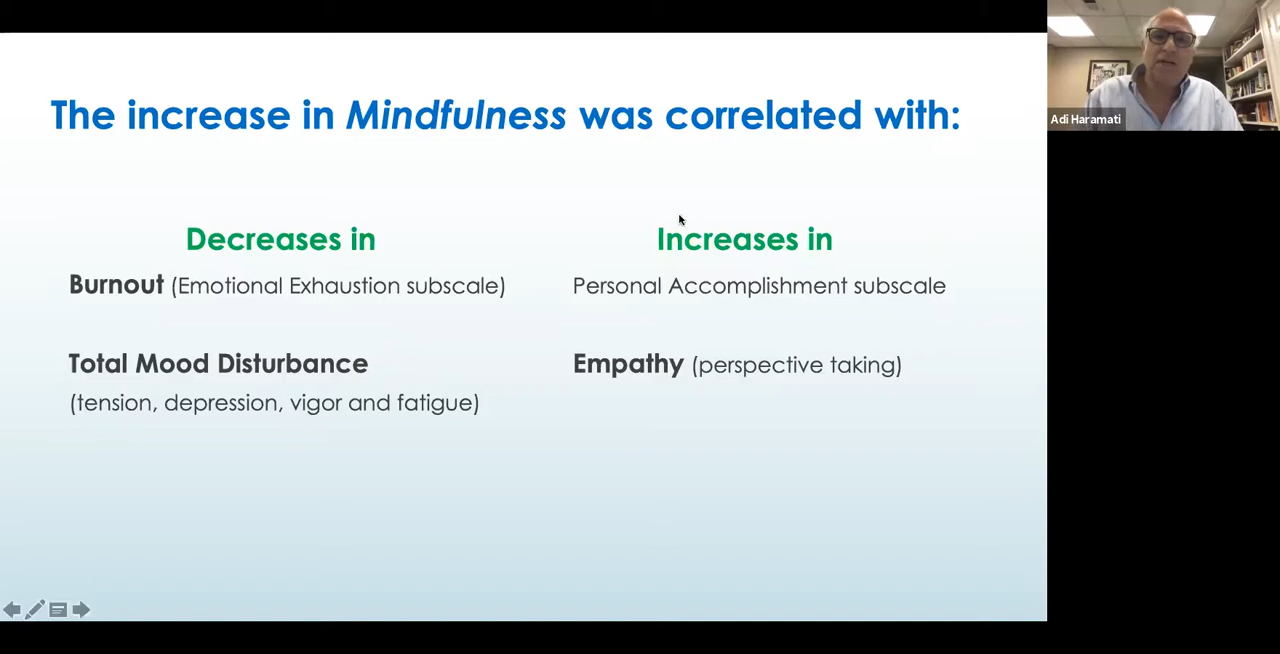 The increase in Mindfulness was correlated with:
Decreases in
Burnout (Emotional Exhaustion subscale)
Total Mood Disturbance
(tension, depression, vigor and fatigue)
Increases in
Personal Accomplishment subscale
Empathy (perspective taking)
Adi Haramati